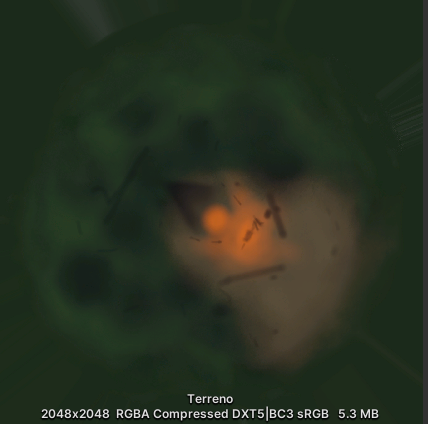 Terreno
2048x2048 RGBA Compressed DXT5|BC3 sRGB 5.3 MB